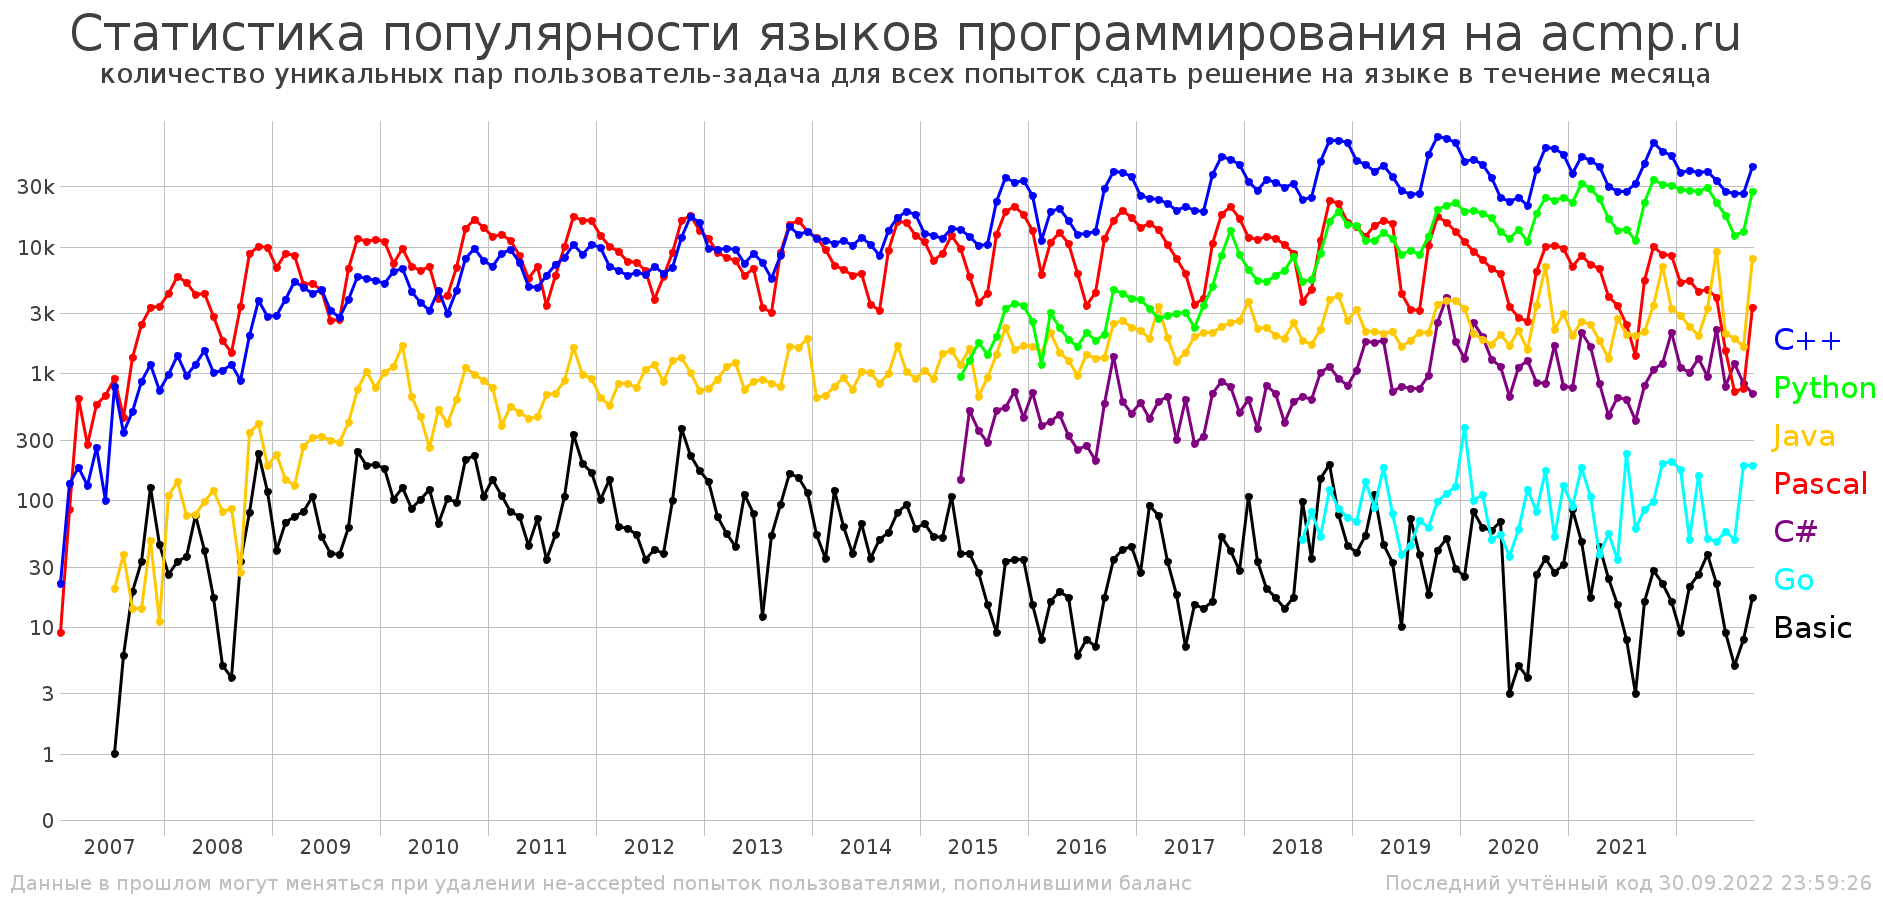 Статистика популярности языков программирования на acmp.ru
количество уникальных пар пользователь-задача для всех попыток сдать решение на языке в течение месяца
30k
10k
3k
1k
300
100
30
10
3
1
0
C++
Python
Java
Pascal
C#
Go
Basic
2007 2008 2009 2010 2011 2012 2013 2014 2015 2016 2017 2018 2019 2020 2021
Данные в прошлом могут меняться при удалении не-accepted попыток пользователями, пополнившими баланс
Последний учтённый код 30.09.2022 23:59:26